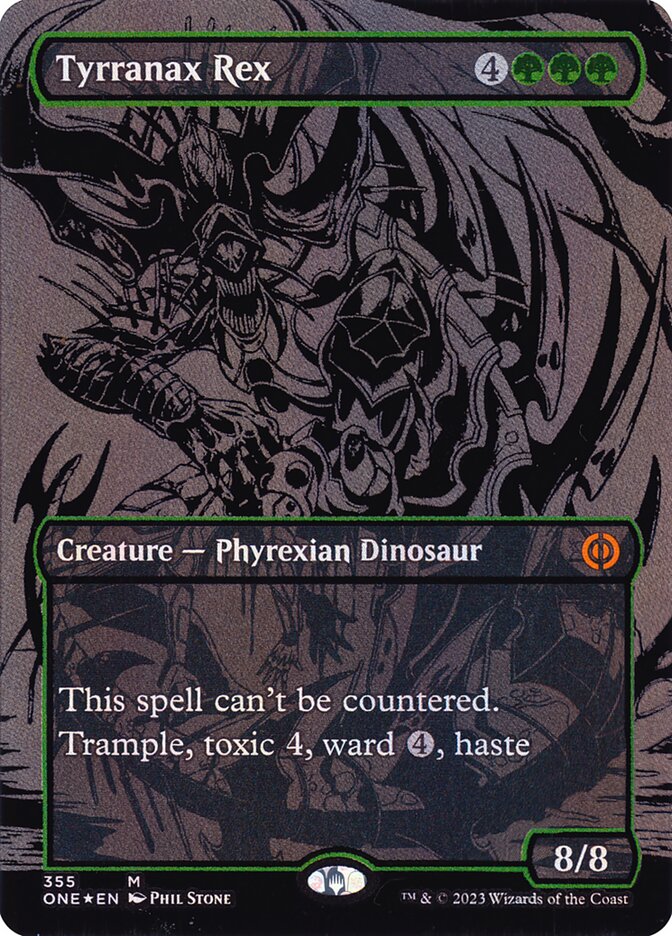 Tyrranax Rex 4
Creature — Phyrexian Dinosaur
This spell can't be countered.
Trample, toxic 4, ward 4, haste
8/8
355 M
ONE★EN PHIL STONE
™ & © 2023 Wizards of the Coast